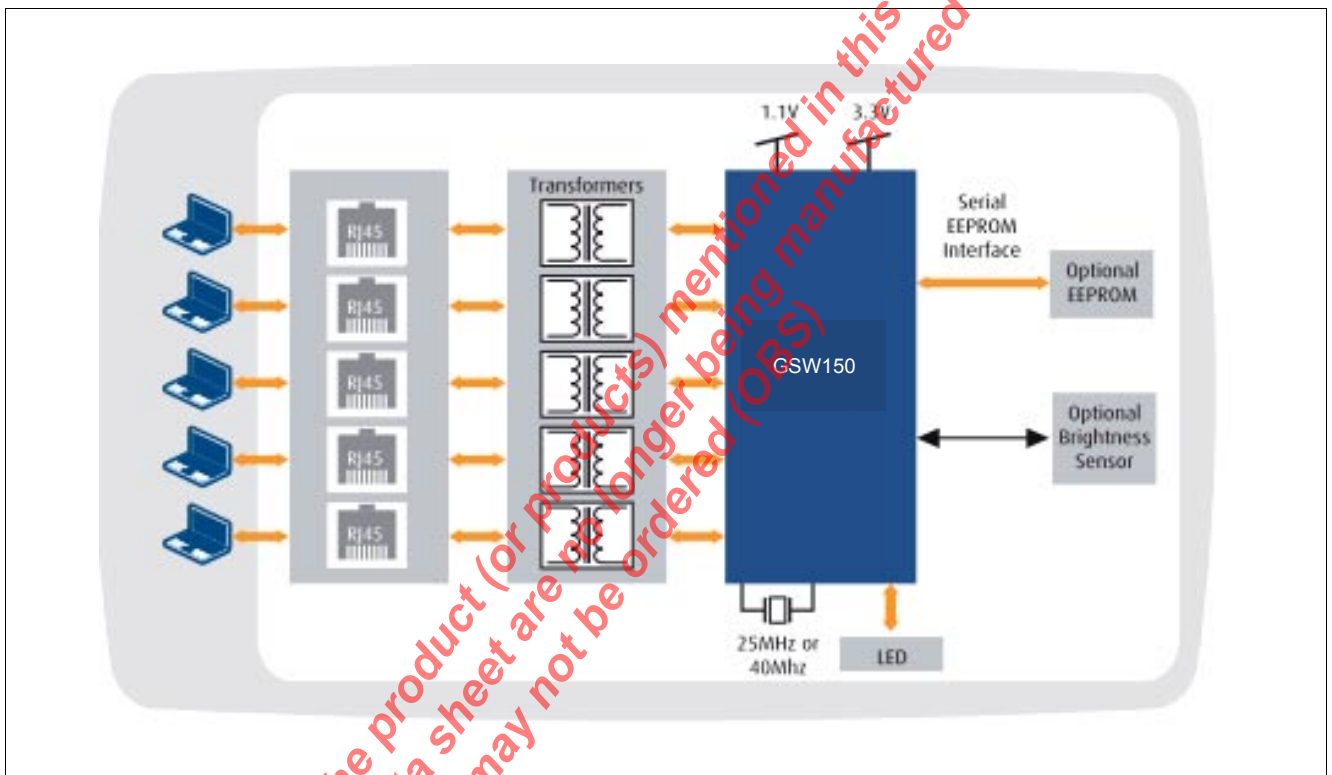 1.1V
3.3V
Transformers
RJ45
RJ45
RJ45
RJ45
RJ45
GSW150
Serial
EEPROM
Interface
Optional
EEPROM
Optional
Brightness
Sensor
25MHz or
40Mhz
LED
he product (or products) mentioned in this
a sheet are no longer being manufactured
may not be ordered (OBS)